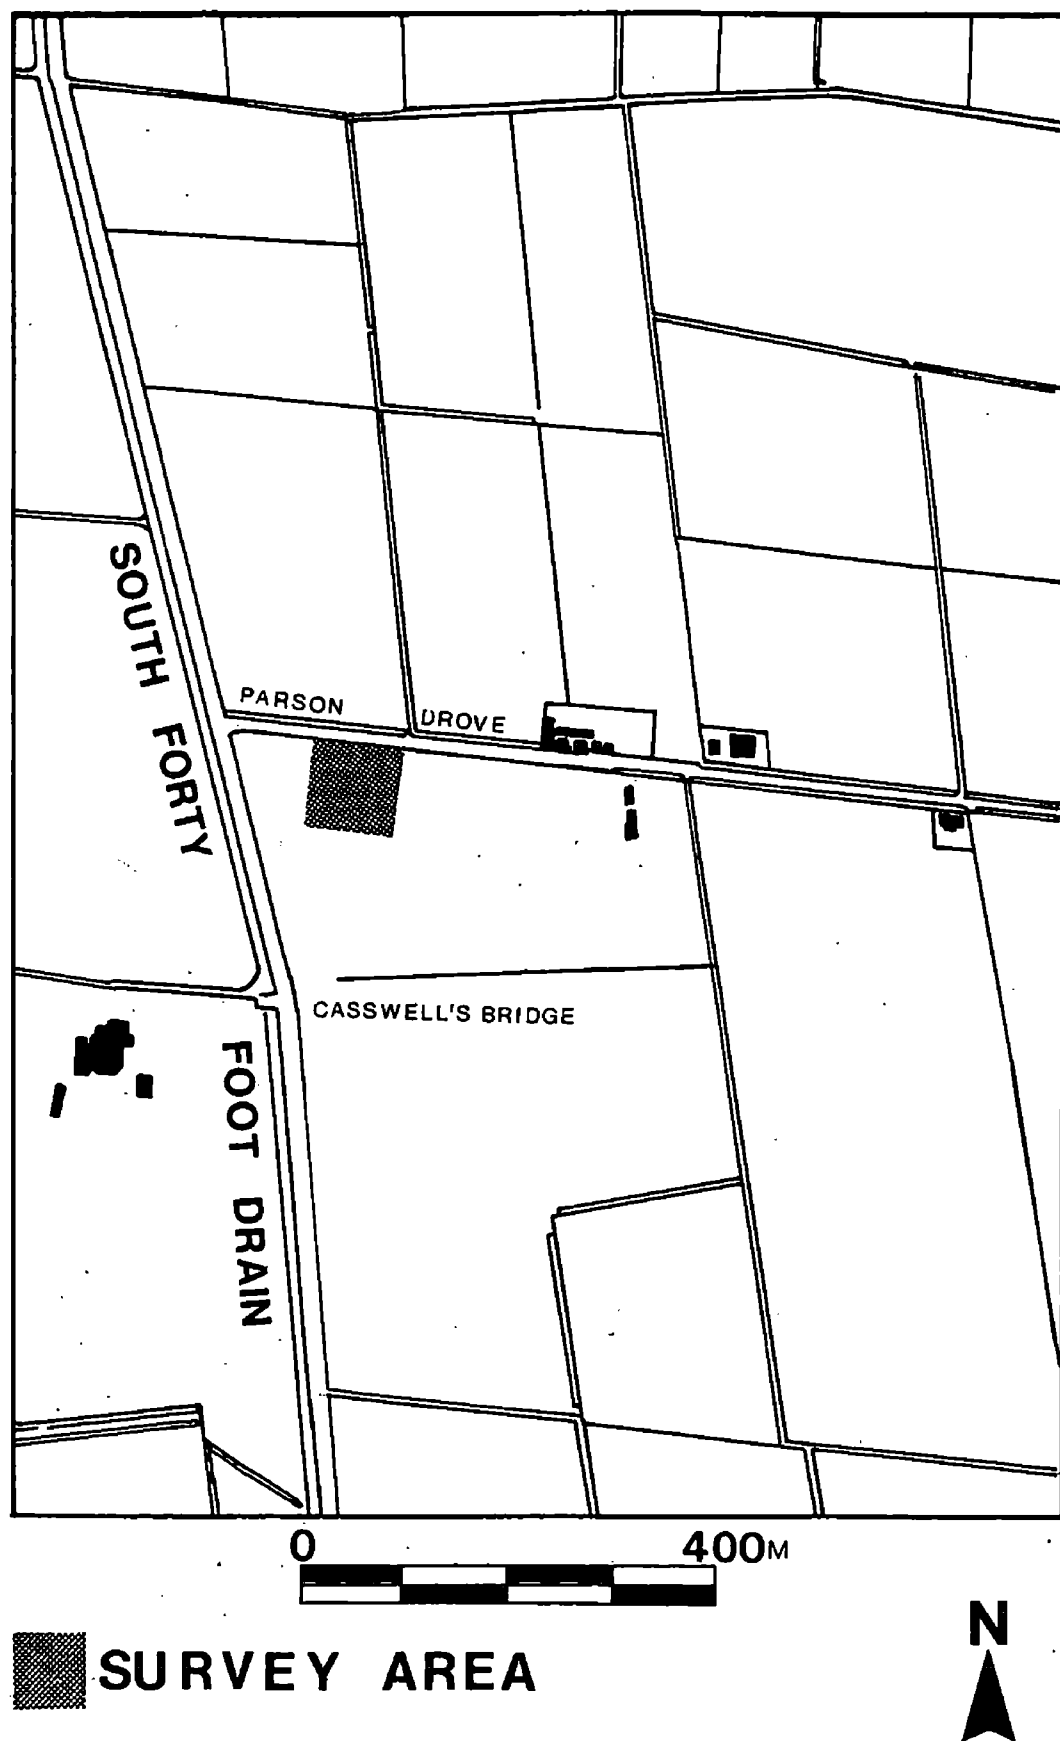 SOUTH FORTY
PARSON DROVE
CASSWELL'S BRIDGE
FOOT DRAIN
0 400M
SURVEY AREA
N